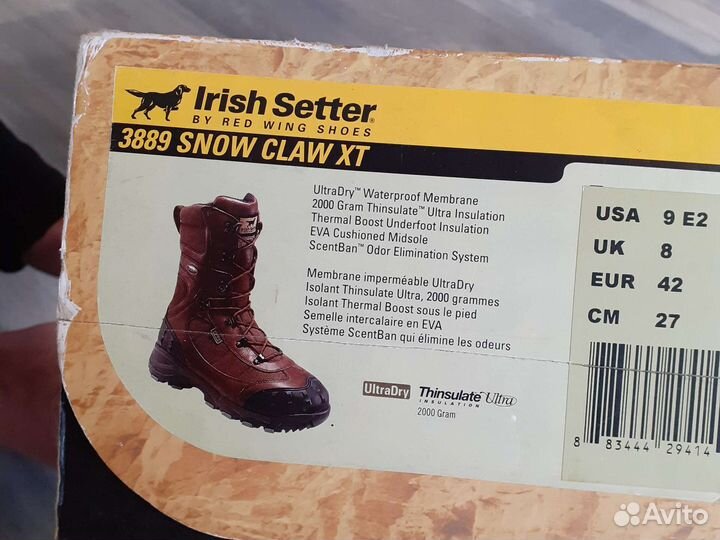 Irish Setter®
BY RED WING SHOES
3889 SNOW CLAW XT
UltraDry™ Waterproof Membrane
2000 Gram Thinsulate™ Ultra Insulation
Thermal Boost Underfoot Insulation
EVA Cushioned Midsole
ScentBan™ Odor Elimination System
Membrane imperméable UltraDry
Isolant Thinsulate Ultra, 2000 grammes
Isolant Thermal Boost sous le pied
Semelle intercalaire en EVA
Système ScentBan qui élimine les odeurs
UltraDry Thinsulate™ Ultra
INSULATION
2000 Gram
USA 9 E2
UK 8
EUR 42
CM 27
8 83444 29414
Avito